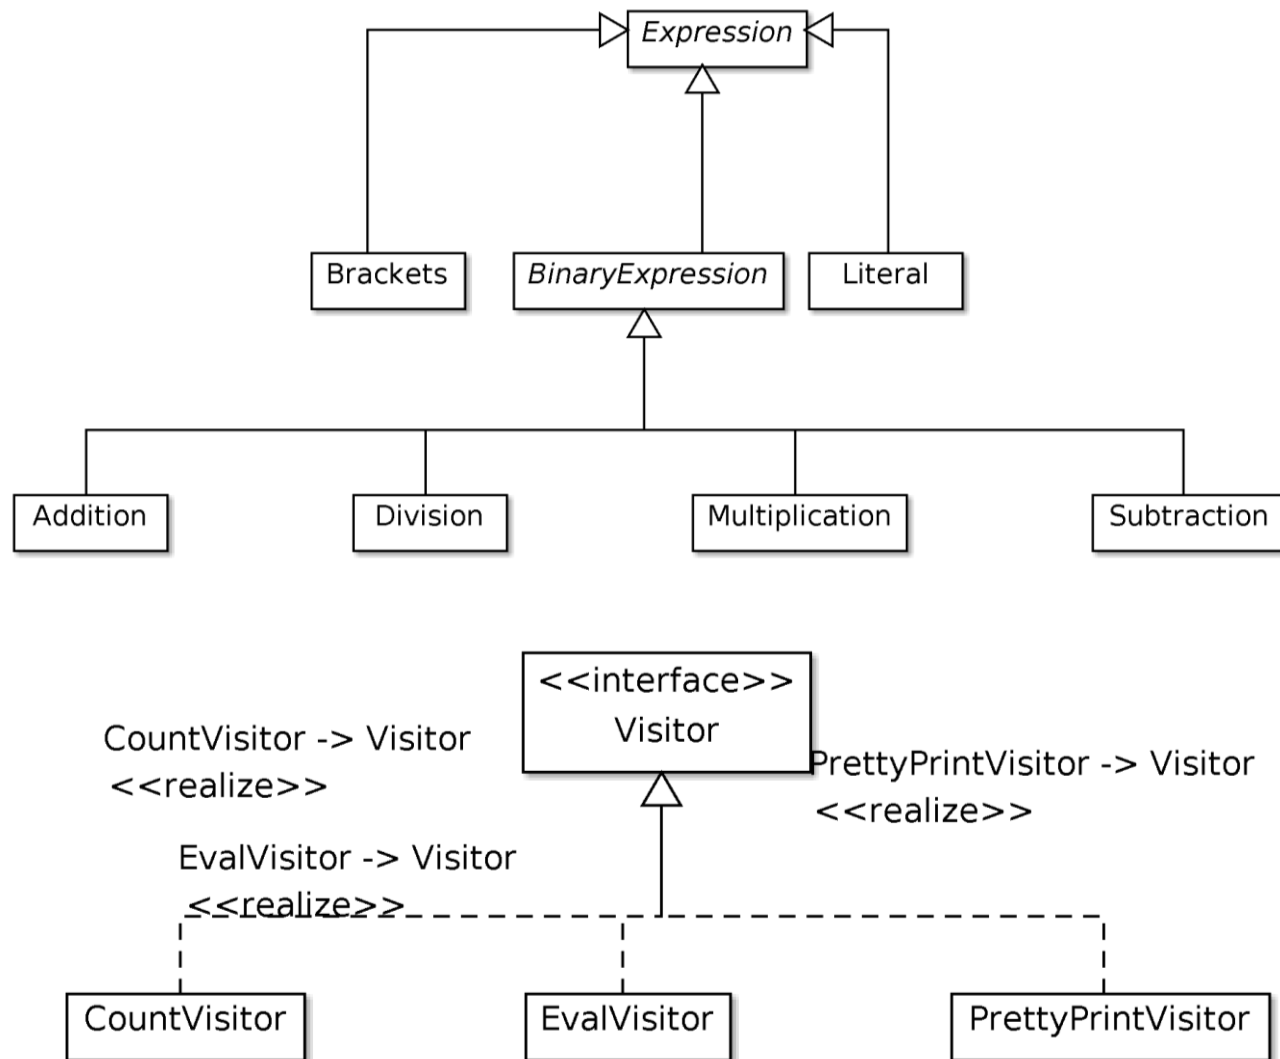 Expression
Brackets
BinaryExpression
Literal
Addition
Division
Multiplication
Subtraction
<<interface>>
Visitor
CountVisitor -> Visitor
<<realize>>
PrettyPrintVisitor -> Visitor
<<realize>>
EvalVisitor -> Visitor
<<realize>>
CountVisitor
EvalVisitor
PrettyPrintVisitor